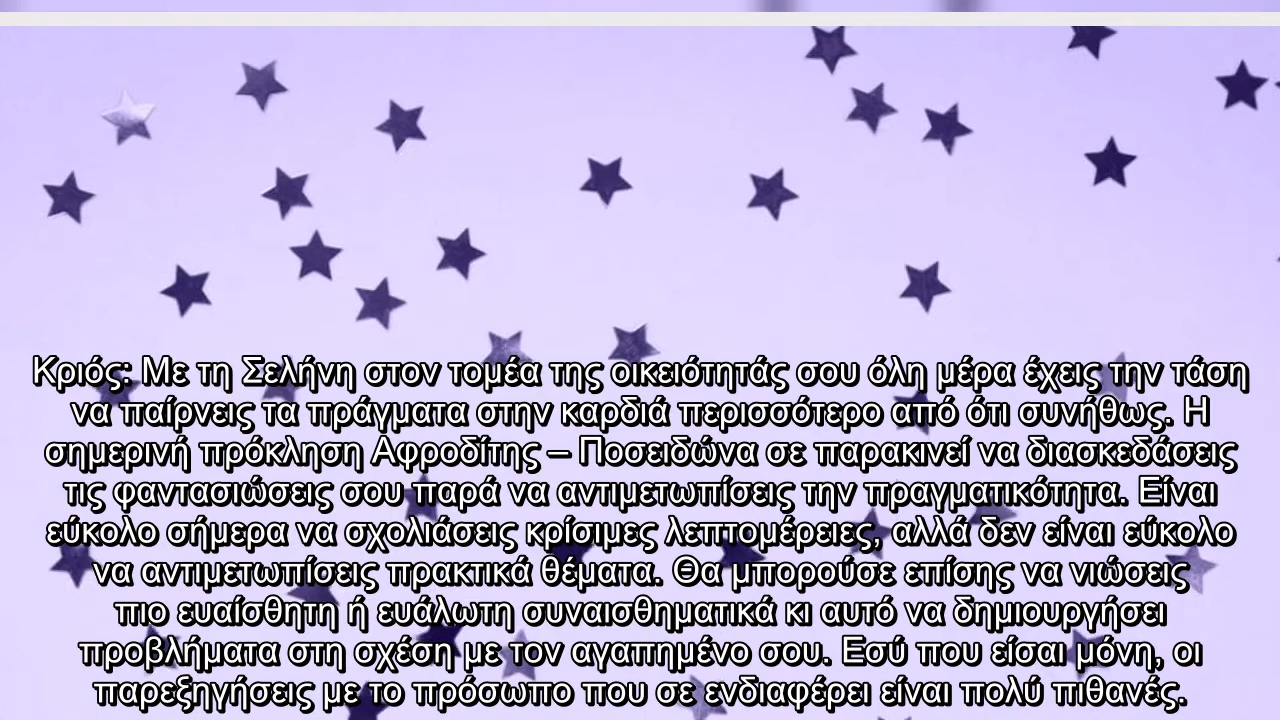 Κριός: Με τη Σελήνη στον τομέα της οικειότητάς σου όλη μέρα έχεις την τάση
να παίρνεις τα πράγματα στην καρδιά περισσότερο από ότι συνήθως. Η
σημερινή πρόκληση Αφροδίτης – Ποσειδώνα σε παρακινεί να διασκεδάσεις
τις φαντασιώσεις σου παρά να αντιμετωπίσεις την πραγματικότητα. Είναι
εύκολο σήμερα να σχολιάσεις κρίσιμες λεπτομέρειες, αλλά δεν είναι εύκολο
να αντιμετωπίσεις πρακτικά θέματα. Θα μπορούσε επίσης να νιώσεις
πιο ευαίσθητη ή ευάλωτη συναισθηματικά κι αυτό να δημιουργήσει
προβλήματα στη σχέση με τον αγαπημένο σου. Εσύ που είσαι μόνη, οι
παρεξηγήσεις με το πρόσωπο που σε ενδιαφέρει είναι πολύ πιθανές.